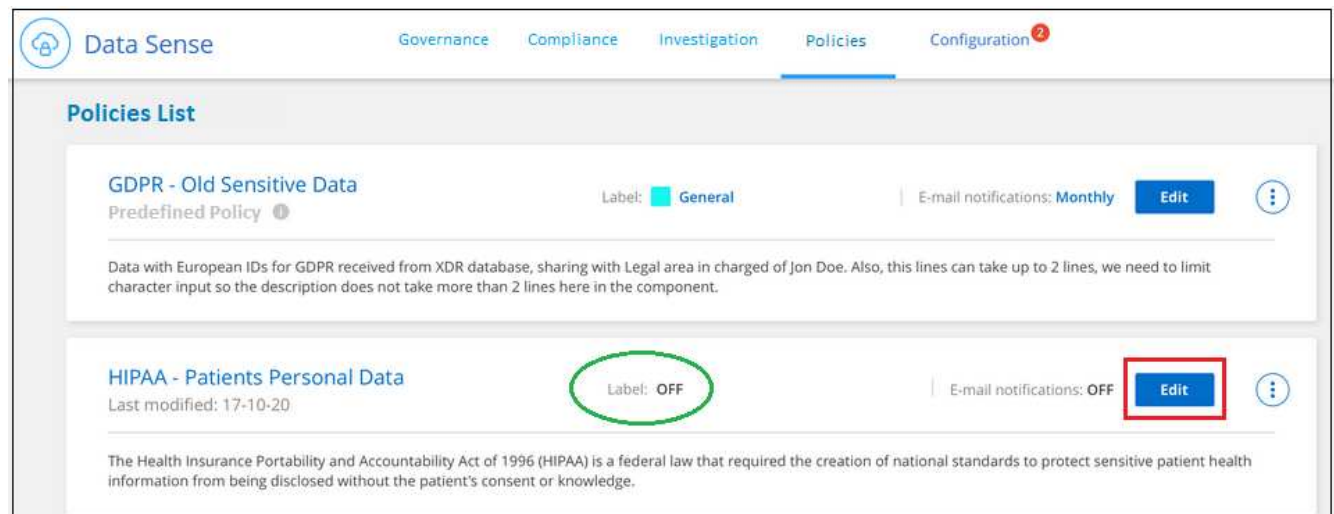 Data Sense
Governance Compliance Investigation Policies Configuration 2
Policies List
GDPR - Old Sensitive Data
Label: General
E-mail notifications: Monthly
Edit
Predefined Policy
Data with European IDs for GDPR received from XDR database, sharing with Legal area in charged of Jon Doe. Also, this lines can take up to 2 lines, we need to limit
character input so the description does not take more than 2 lines here in the component.
HIPAA - Patients Personal Data
Label: OFF
E-mail notifications: OFF
Edit
Last modified: 17-10-20
The Health Insurance Portability and Accountability Act of 1996 (HIPAA) is a federal law that required the creation of national standards to protect sensitive patient health
information from being disclosed without the patient's consent or knowledge.